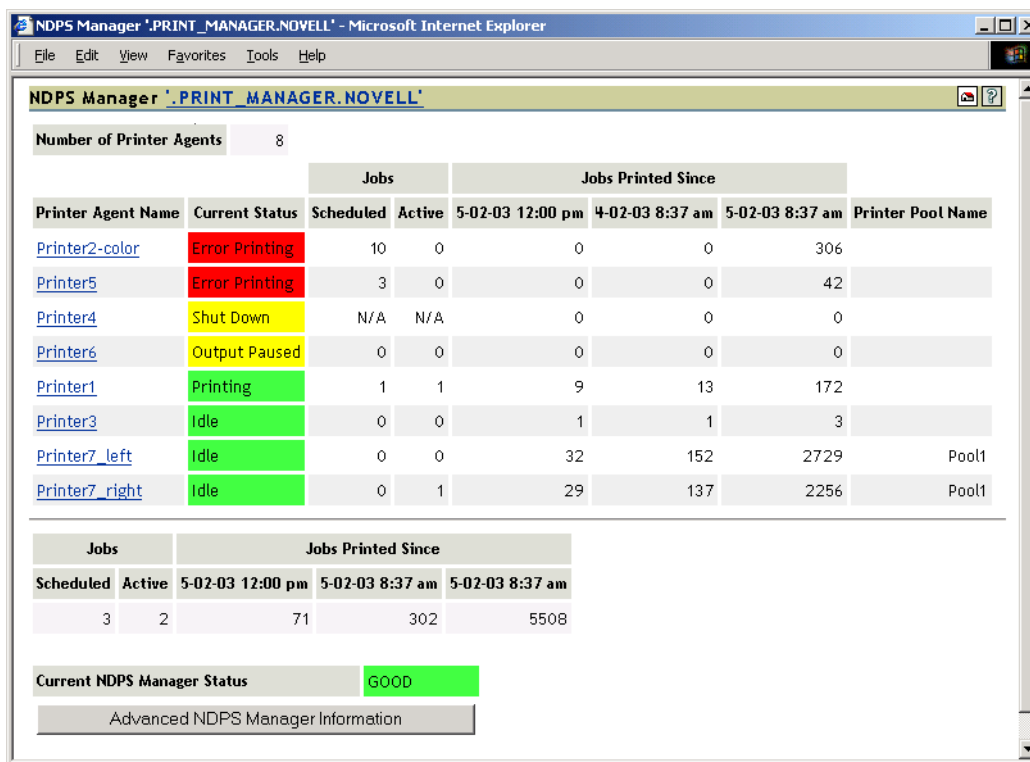 NDPS Manager '.PRINT_MANAGER.NOVELL' - Microsoft Internet Explorer
File Edit View Favorites Tools Help
NDPS Manager '.PRINT_MANAGER.NOVELL'
Number of Printer Agents 8
Jobs Jobs Printed Since
Printer Agent Name Current Status Scheduled Active 5-02-03 12:00 pm 4-02-03 8:37 am 5-02-03 8:37 am Printer Pool Name
Printer2-color Error Printing 10 0 0 0 306
Printer5 Error Printing 3 0 0 0 42
Printer4 Shut Down N/A N/A 0 0 0
Printer6 Output Paused 0 0 0 0 0
Printer1 Printing 1 1 9 13 172
Printer3 Idle 0 0 1 1 3
Printer7_left Idle 0 0 32 152 2729 Pool1
Printer7_right Idle 0 1 29 137 2256 Pool1
Jobs Jobs Printed Since
Scheduled Active 5-02-03 12:00 pm 5-02-03 8:37 am 5-02-03 8:37 am
3 2 71 302 5508
Current NDPS Manager Status GOOD
Advanced NDPS Manager Information